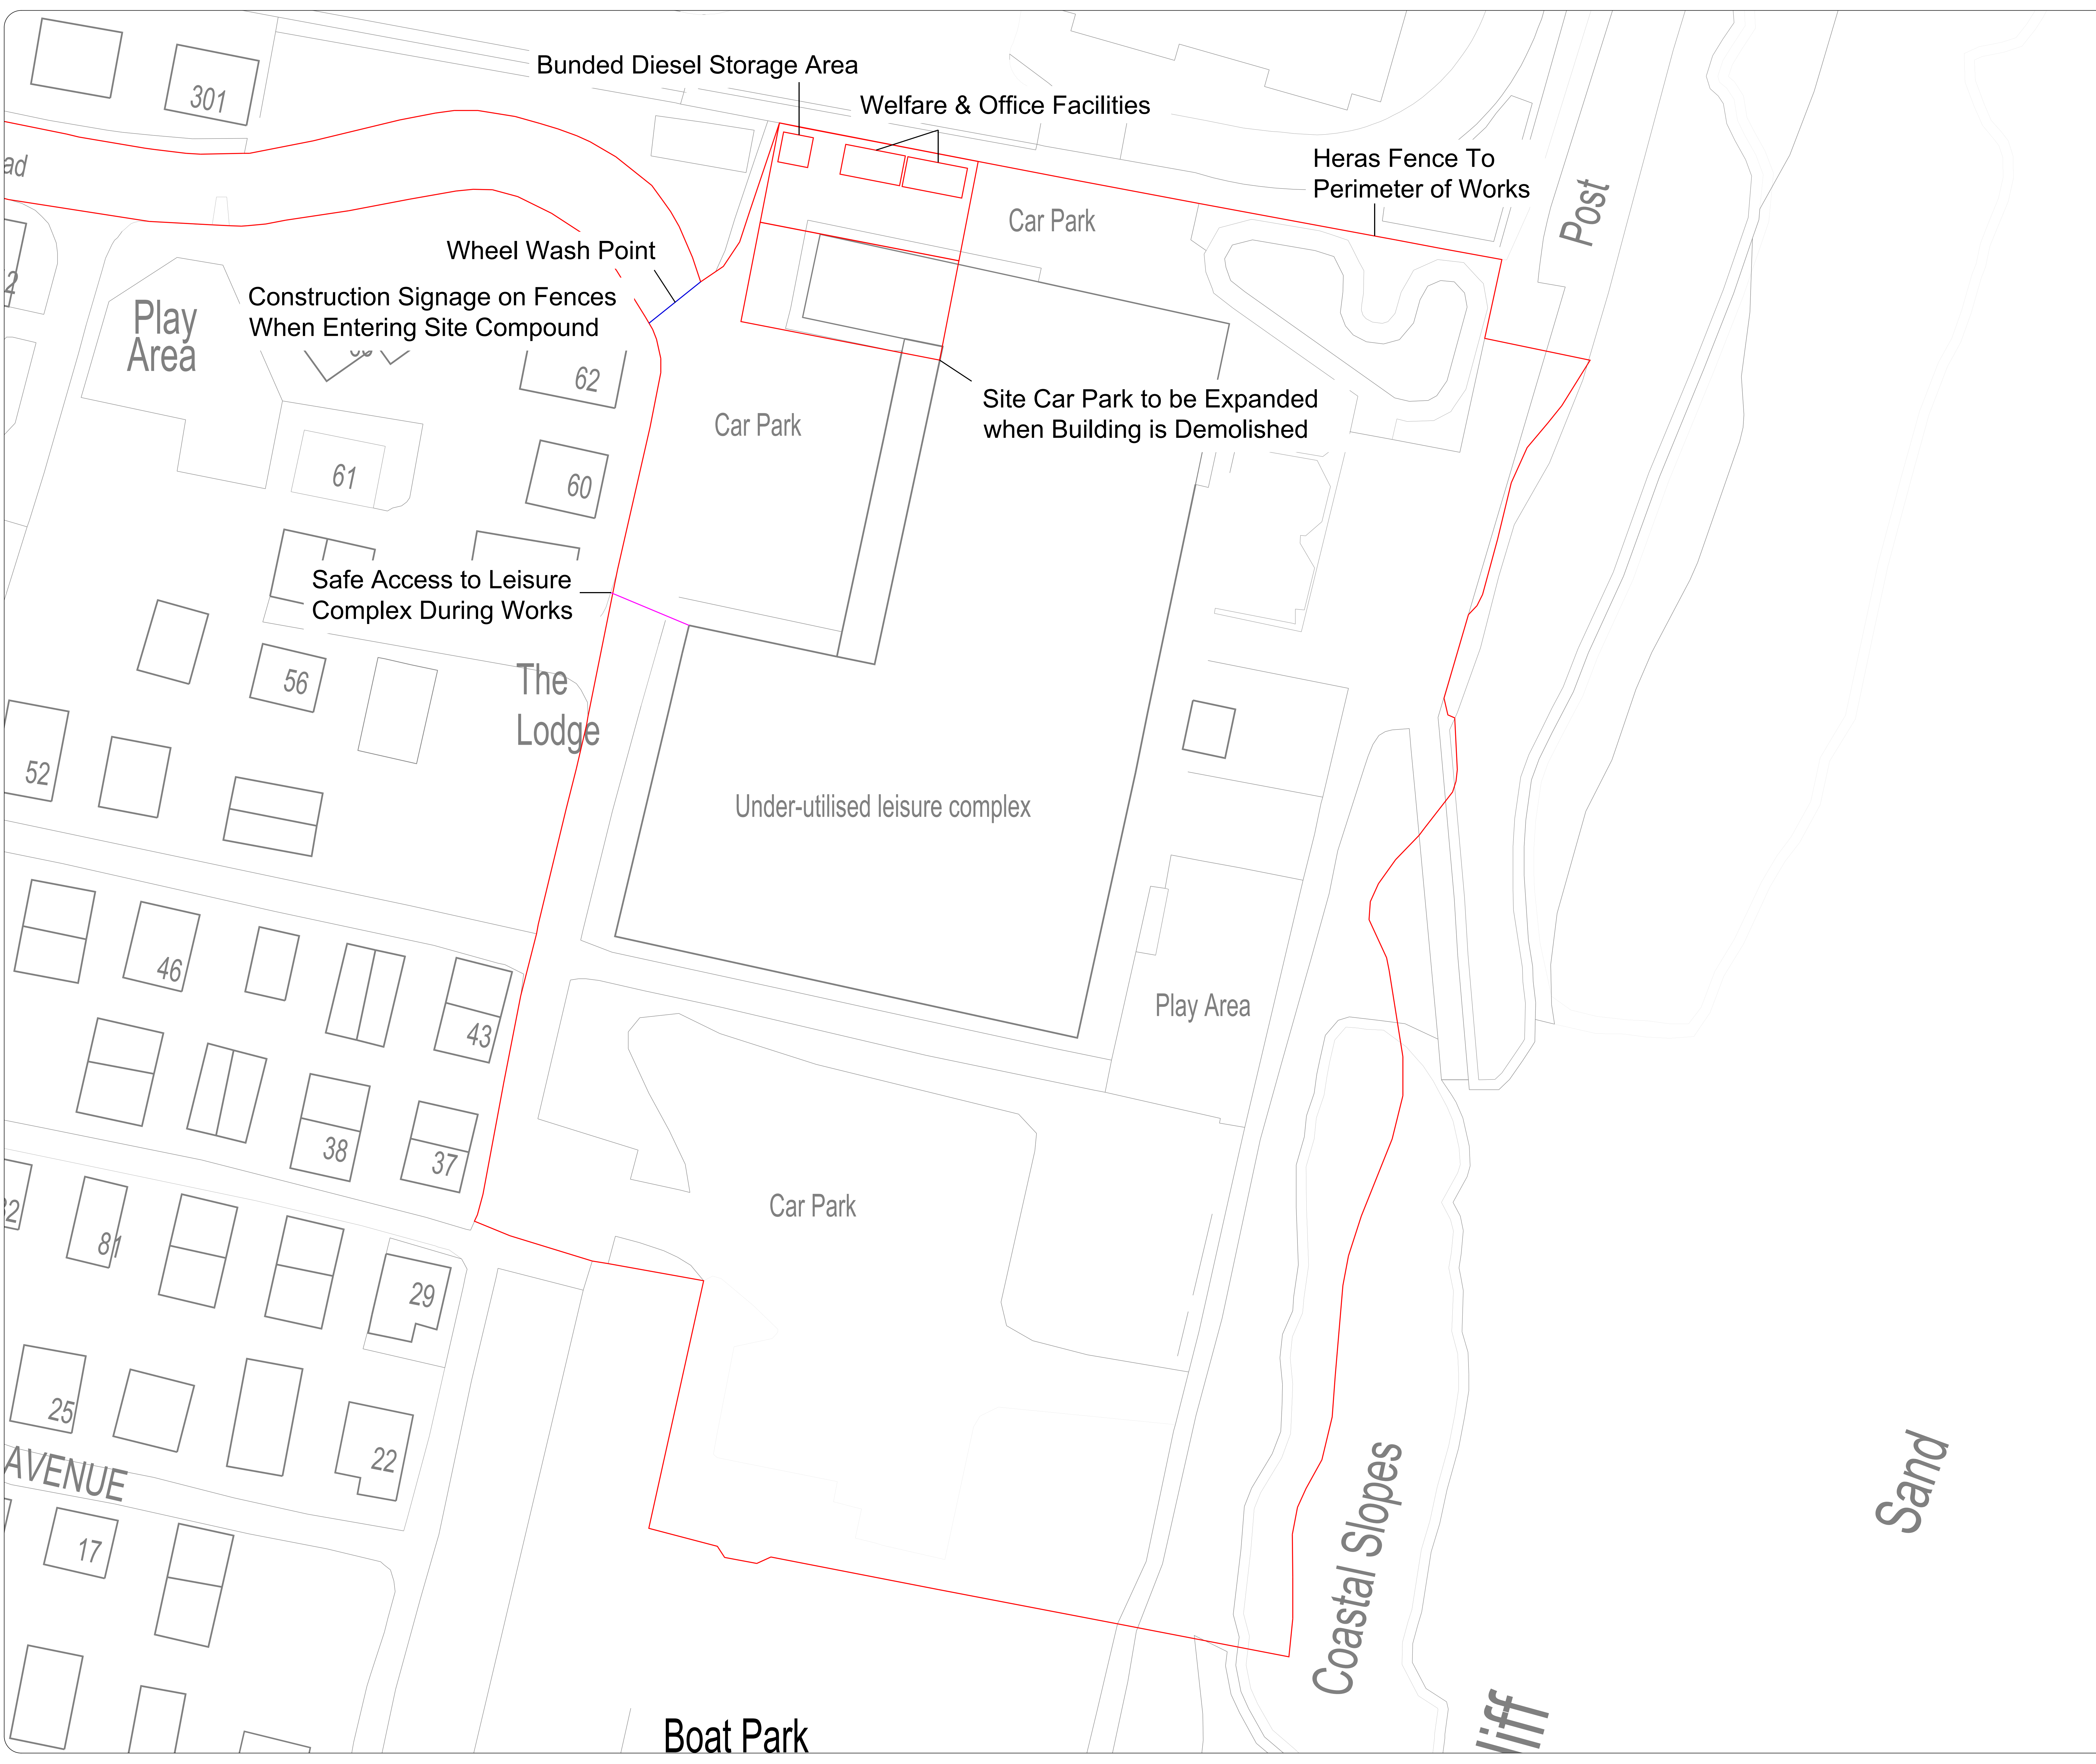 Bunded Diesel Storage Area
301
Welfare & Office Facilities
Heras Fence To
Perimeter of Works
ad
Post
Car Park
Wheel Wash Point
2
Construction Signage on Fences
When Entering Site Compound
Play
Area
62
Site Car Park to be Expanded
when Building is Demolished
Car Park
61
60
Safe Access to Leisure
Complex During Works
56
The
Lodge
52
Under-utilised leisure complex
46
43
Play Area
38
37
Car Park
32
81
29
25
22
AVENUE
17
Coastal Slopes
Sand
liff
Boat Park